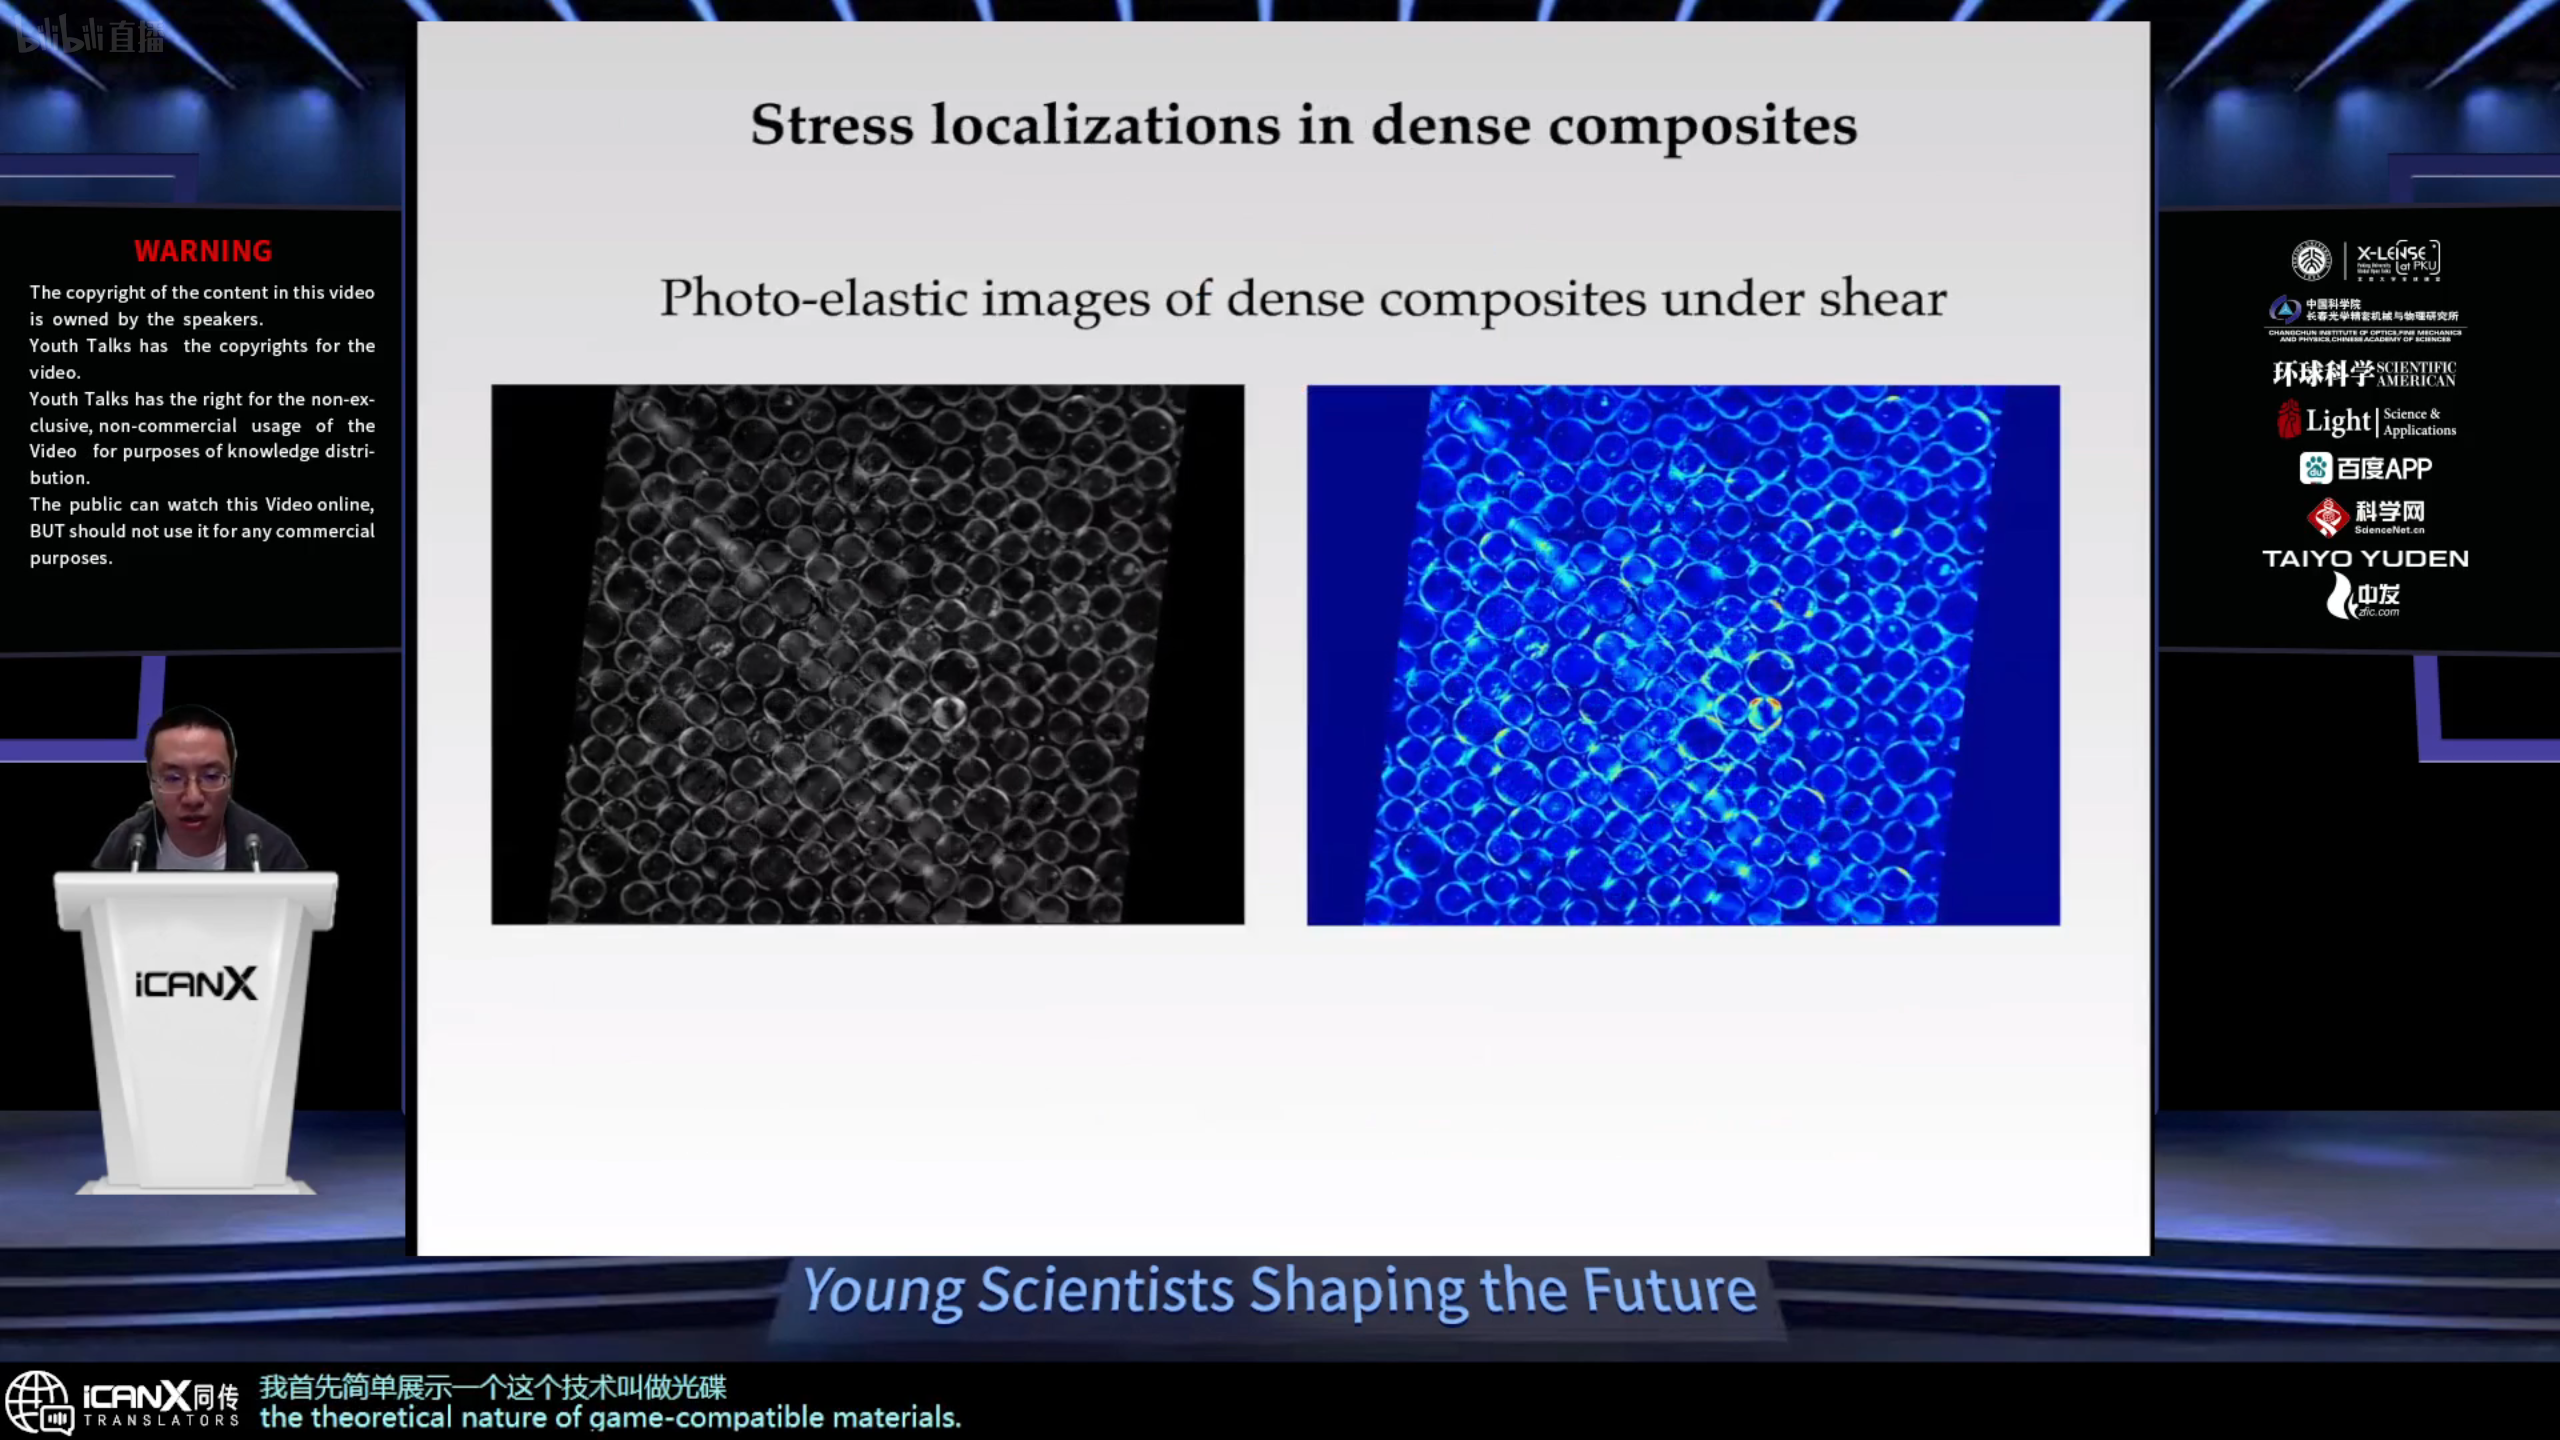 bilibili直播
Stress localizations in dense composites
Photo-elastic images of dense composites under shear
WARNING
The copyright of the content in this video
is owned by the speakers.
Youth Talks has the copyrights for the
video.
Youth Talks has the right for the non-ex-
clusive, non-commercial usage of the
Video for purposes of knowledge distri-
bution.
The public can watch this Video online,
BUT should not use it for any commercial
purposes.
X-LENSE
at PKU
中国科学院
长春光学精密机械与物理研究所
CHANGCHUN INSTITUTE OF OPTICS,FINE MECHANICS
AND PHYSICS,CHINESE ACADEMY OF SCIENCES
环球科学 SCIENTIFIC
AMERICAN
Light Science &
Applications
du 百度APP
科学网
ScienceNet.cn
TAIYO YUDEN
中发
zfic.com
iCANX
Young Scientists Shaping the Future
iCANX同传
TRANSLATORS
我首先简单展示一个这个技术叫做光碟
the theoretical nature of game-compatible materials.